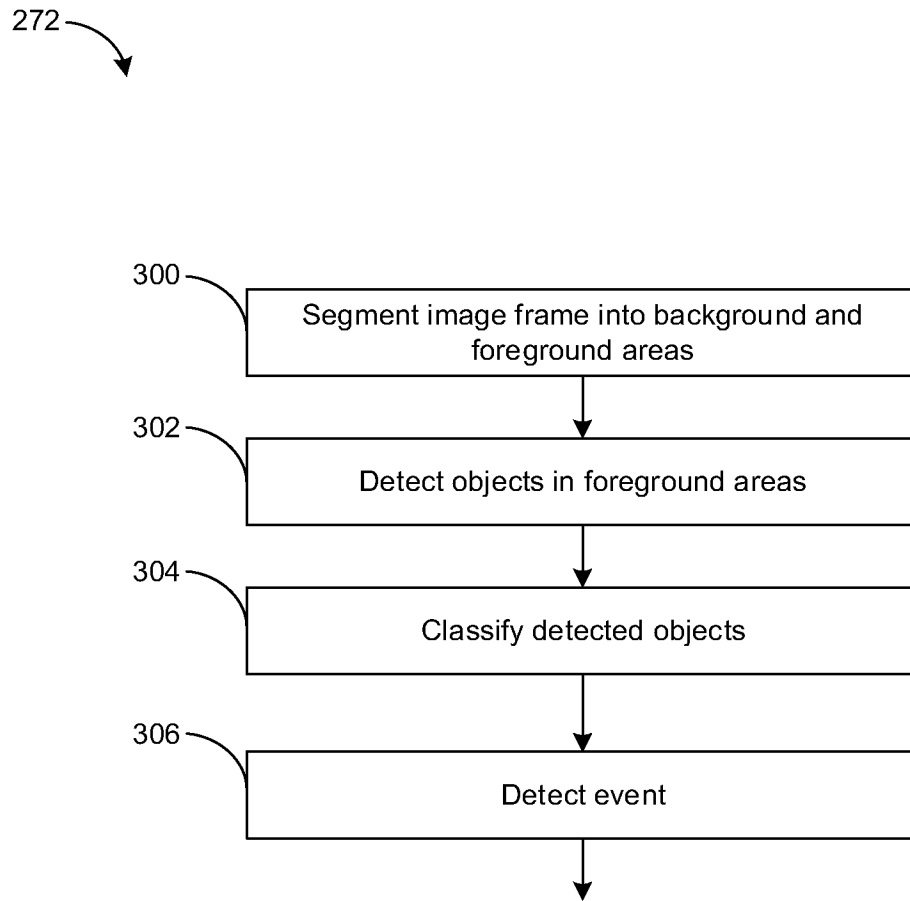 272
300
Segment image frame into background and
foreground areas
302
Detect objects in foreground areas
304
Classify detected objects
306
Detect event